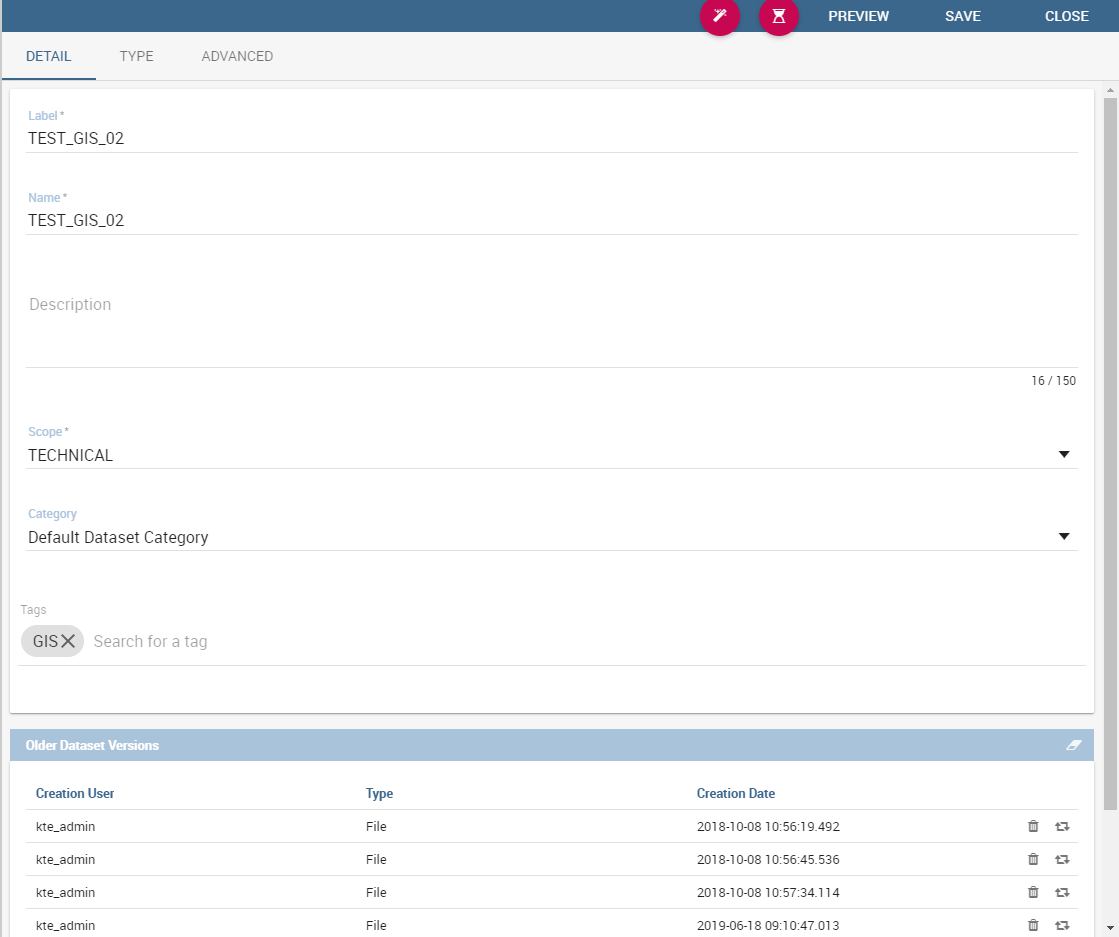 PREVIEW SAVE CLOSE
DETAIL TYPE ADVANCED
Label *
TEST_GIS_02
Name *
TEST_GIS_02
Description
16 / 150
Scope *
TECHNICAL
Category
Default Dataset Category
Tags
GIS Search for a tag
Older Dataset Versions
Creation User Type Creation Date
kte_admin File 2018-10-08 10:56:19.492
kte_admin File 2018-10-08 10:56:45.536
kte_admin File 2018-10-08 10:57:34.114
kte_admin File 2019-06-18 09:10:47.013